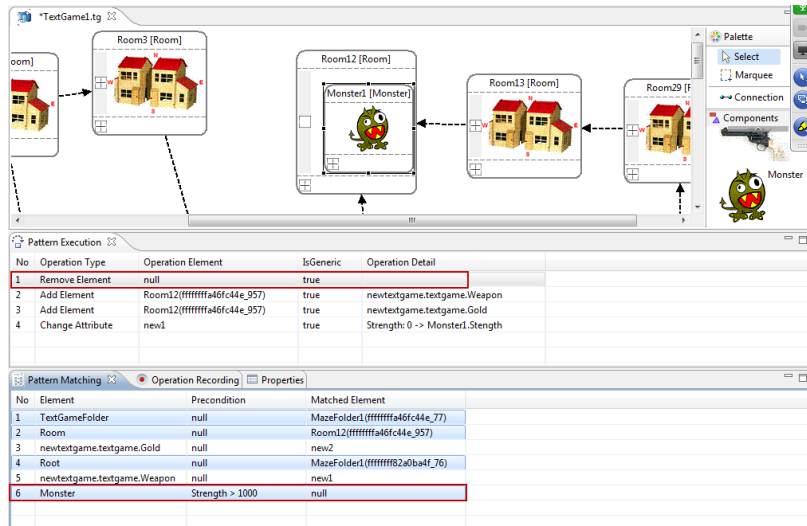 *TextGame1.tg
Room3 [Room]
N
W
E
S
oom]
Room12 [Room]
Monster1 [Monster]
Room13 [Room]
N
W
E
S
Room29 [R
N
W
S
Palette
Select
Marquee
Connection
Components
Monster
Pattern Execution
No Operation Type Operation Element IsGeneric Operation Detail
1 Remove Element null true
2 Add Element Room12(ffffffffa46fc44e_957) true newtextgame.textgame.Weapon
3 Add Element Room12(ffffffffa46fc44e_957) true newtextgame.textgame.Gold
4 Change Attribute new1 true Strength: 0 -> Monster1.Stength
Pattern Matching Operation Recording Properties
No Element Precondition Matched Element
1 TextGameFolder null MazeFolder1(ffffffffa46fc44e_77)
2 Room null Room12(ffffffffa46fc44e_957)
3 newtextgame.textgame.Gold null new2
4 Root null MazeFolder1(ffffffff82a0ba4f_76)
5 newtextgame.textgame.Weapon null new1
6 Monster Strength > 1000 null